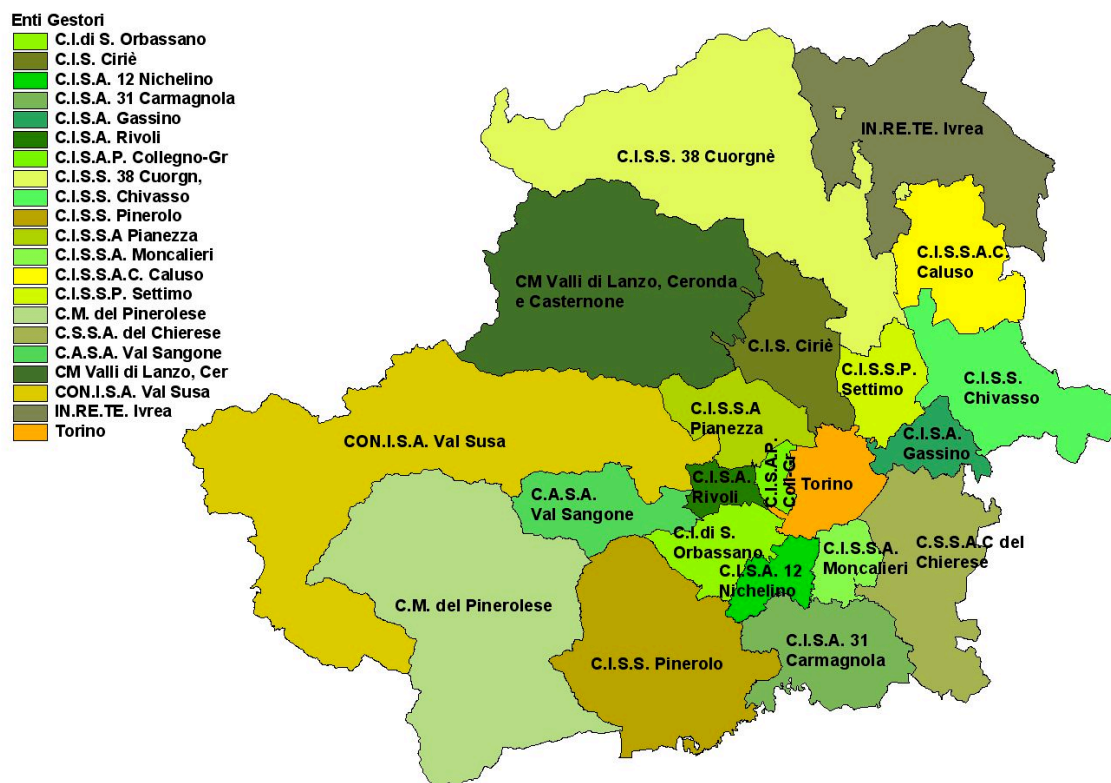 Enti Gestori
C.I.di S. Orbassano
C.I.S. Ciriè
C.I.S.A. 12 Nichelino
C.I.S.A. 31 Carmagnola
C.I.S.A. Gassino
C.I.S.A. Rivoli
C.I.S.A.P. Collegno-Gr
C.I.S.S. 38 Cuorgn,
C.I.S.S. Chivasso
C.I.S.S. Pinerolo
C.I.S.S.A Pianezza
C.I.S.S.A. Moncalieri
C.I.S.S.A.C. Caluso
C.I.S.S.P. Settimo
C.M. del Pinerolese
C.S.S.A. del Chierese
C.A.S.A. Val Sangone
CM Valli di Lanzo, Cer
CON.I.S.A. Val Susa
IN.RE.TE. Ivrea
Torino
IN.RE.TE. Ivrea
C.I.S.S. 38 Cuorgnè
C.I.S.S.A.C.
Caluso
CM Valli di Lanzo, Ceronda
e Casternone
C.I.S. Ciriè
C.I.S.S.P.
Settimo
C.I.S.S.
Chivasso
C.I.S.S.A
Pianezza
CON.I.S.A. Val Susa
C.I.S.A.
Gassino
C.I.S.A.P.
Coll-Gr
C.I.S.A.
Rivoli
Torino
C.A.S.A.
Val Sangone
C.I.di S.
Orbassano
C.S.S.A.C del
Chierese
C.I.S.S.A.
Moncalieri
C.I.S.A. 12
Nichelino
C.M. del Pinerolese
C.I.S.A. 31
Carmagnola
C.I.S.S. Pinerolo